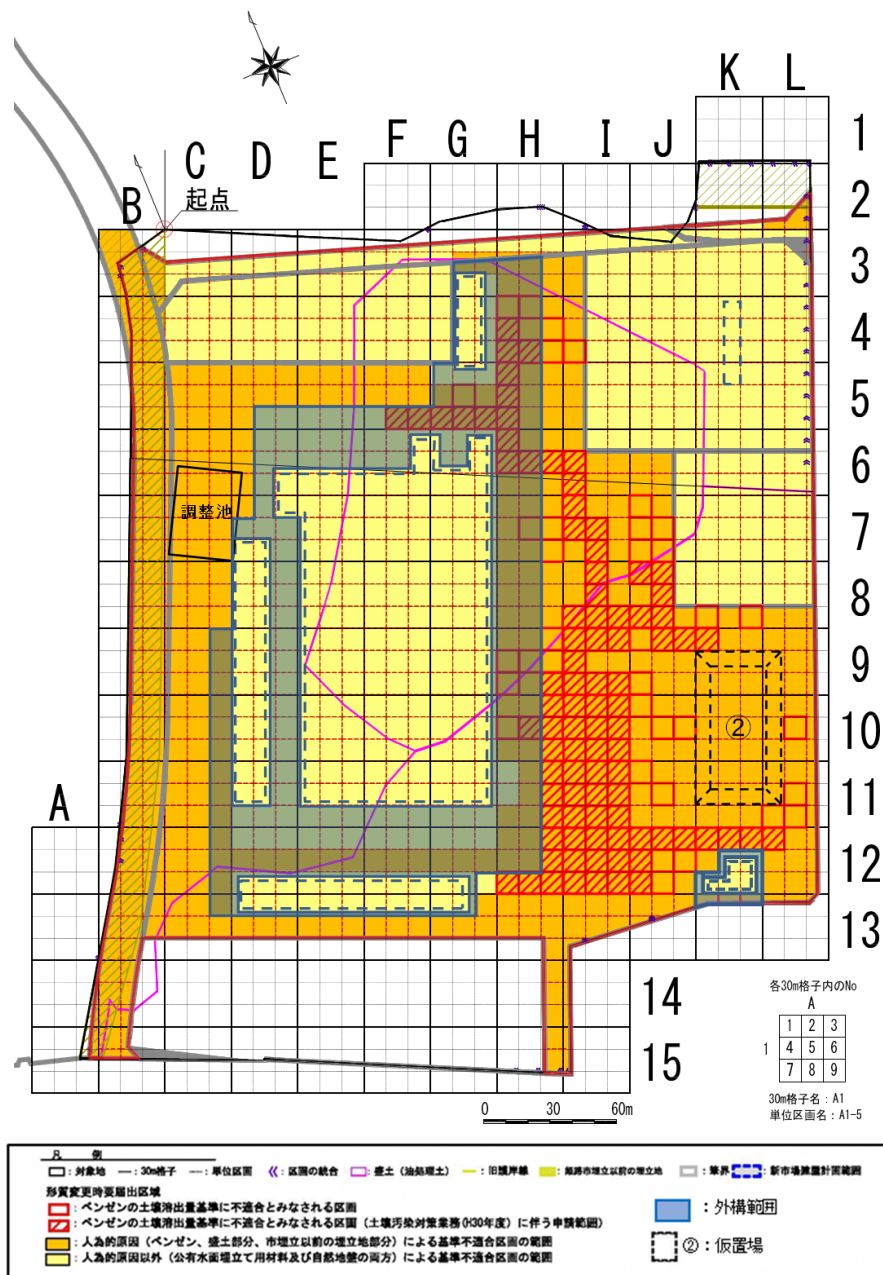 K L
1
F G H I J
C D E
B
起点
2
3
4
5
6
調整池
7
8
9
②
10
11
A
12
13
14
15
各30m格子内のNo
A
1 2 3
1 4 5 6
7 8 9
30m格子名:A1
単位区画名:A1-5
0 30 60m
凡 例
:対象地 :30m格子 :単位区画 :区画の統合 :盛土(油処理土) :旧護岸線 :姫路市埋立以前の埋立地 :筆界 :新市場建屋計画範囲
形質変更時要届出区域
:ベンゼンの土壌溶出量基準に不適合とみなされる区画
:ベンゼンの土壌溶出量基準に不適合とみなされる区画(土壌汚染対策業務(H30年度)に伴う申請範囲)
:人為的原因(ベンゼン、盛土部分、市埋立以前の埋立地部分)による基準不適合区画の範囲
:人為的原因以外(公有水面埋立て用材料及び自然地盤の両方)による基準不適合区画の範囲
:外構範囲
②:仮置場